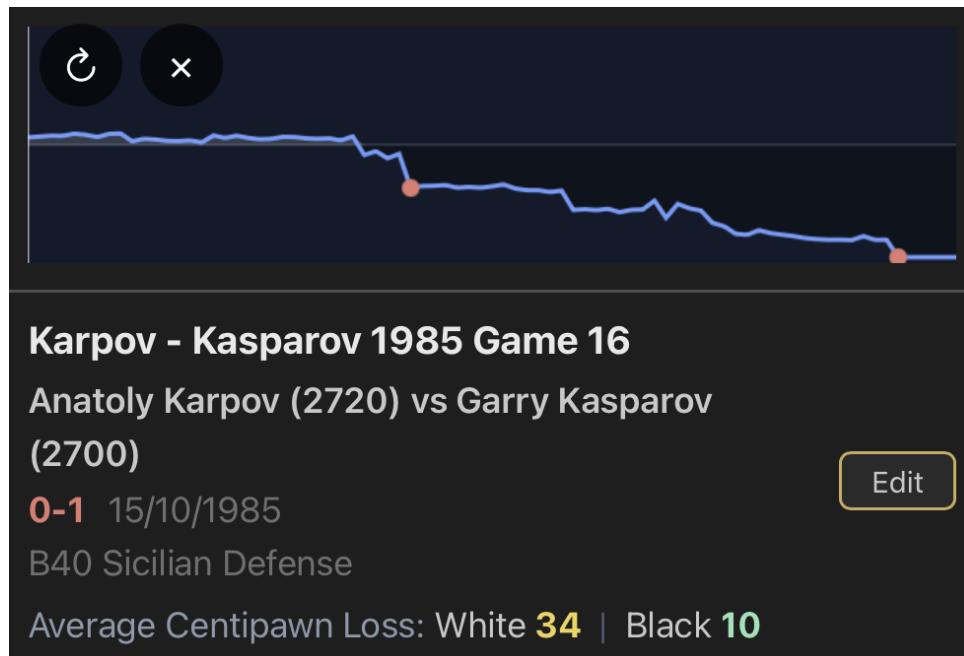 Karpov - Kasparov 1985 Game 16
Anatoly Karpov (2720) vs Garry Kasparov
(2700)
Edit
0-1 15/10/1985
B40 Sicilian Defense
Average Centipawn Loss: White 34 | Black 10